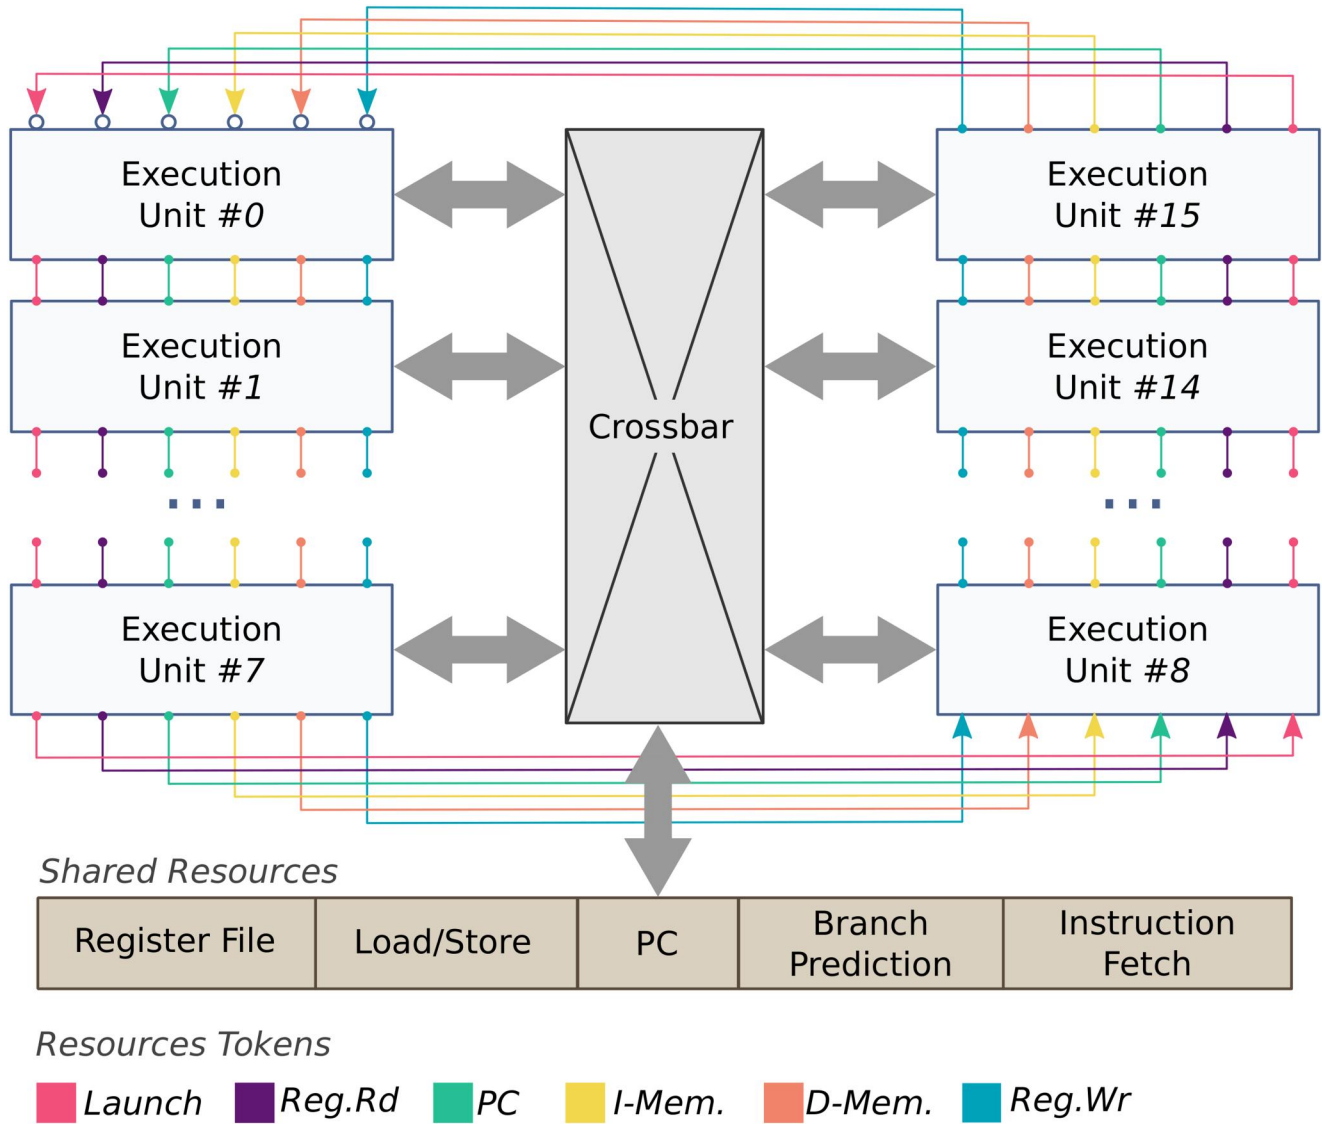 Execution
Unit #0
Execution
Unit #15
Execution
Unit #1
Execution
Unit #14
Crossbar
...
...
Execution
Unit #7
Execution
Unit #8
Shared Resources
Register File
Load/Store
PC
Branch
Prediction
Instruction
Fetch
Resources Tokens
Launch
Reg.Rd
PC
I-Mem.
D-Mem.
Reg.Wr